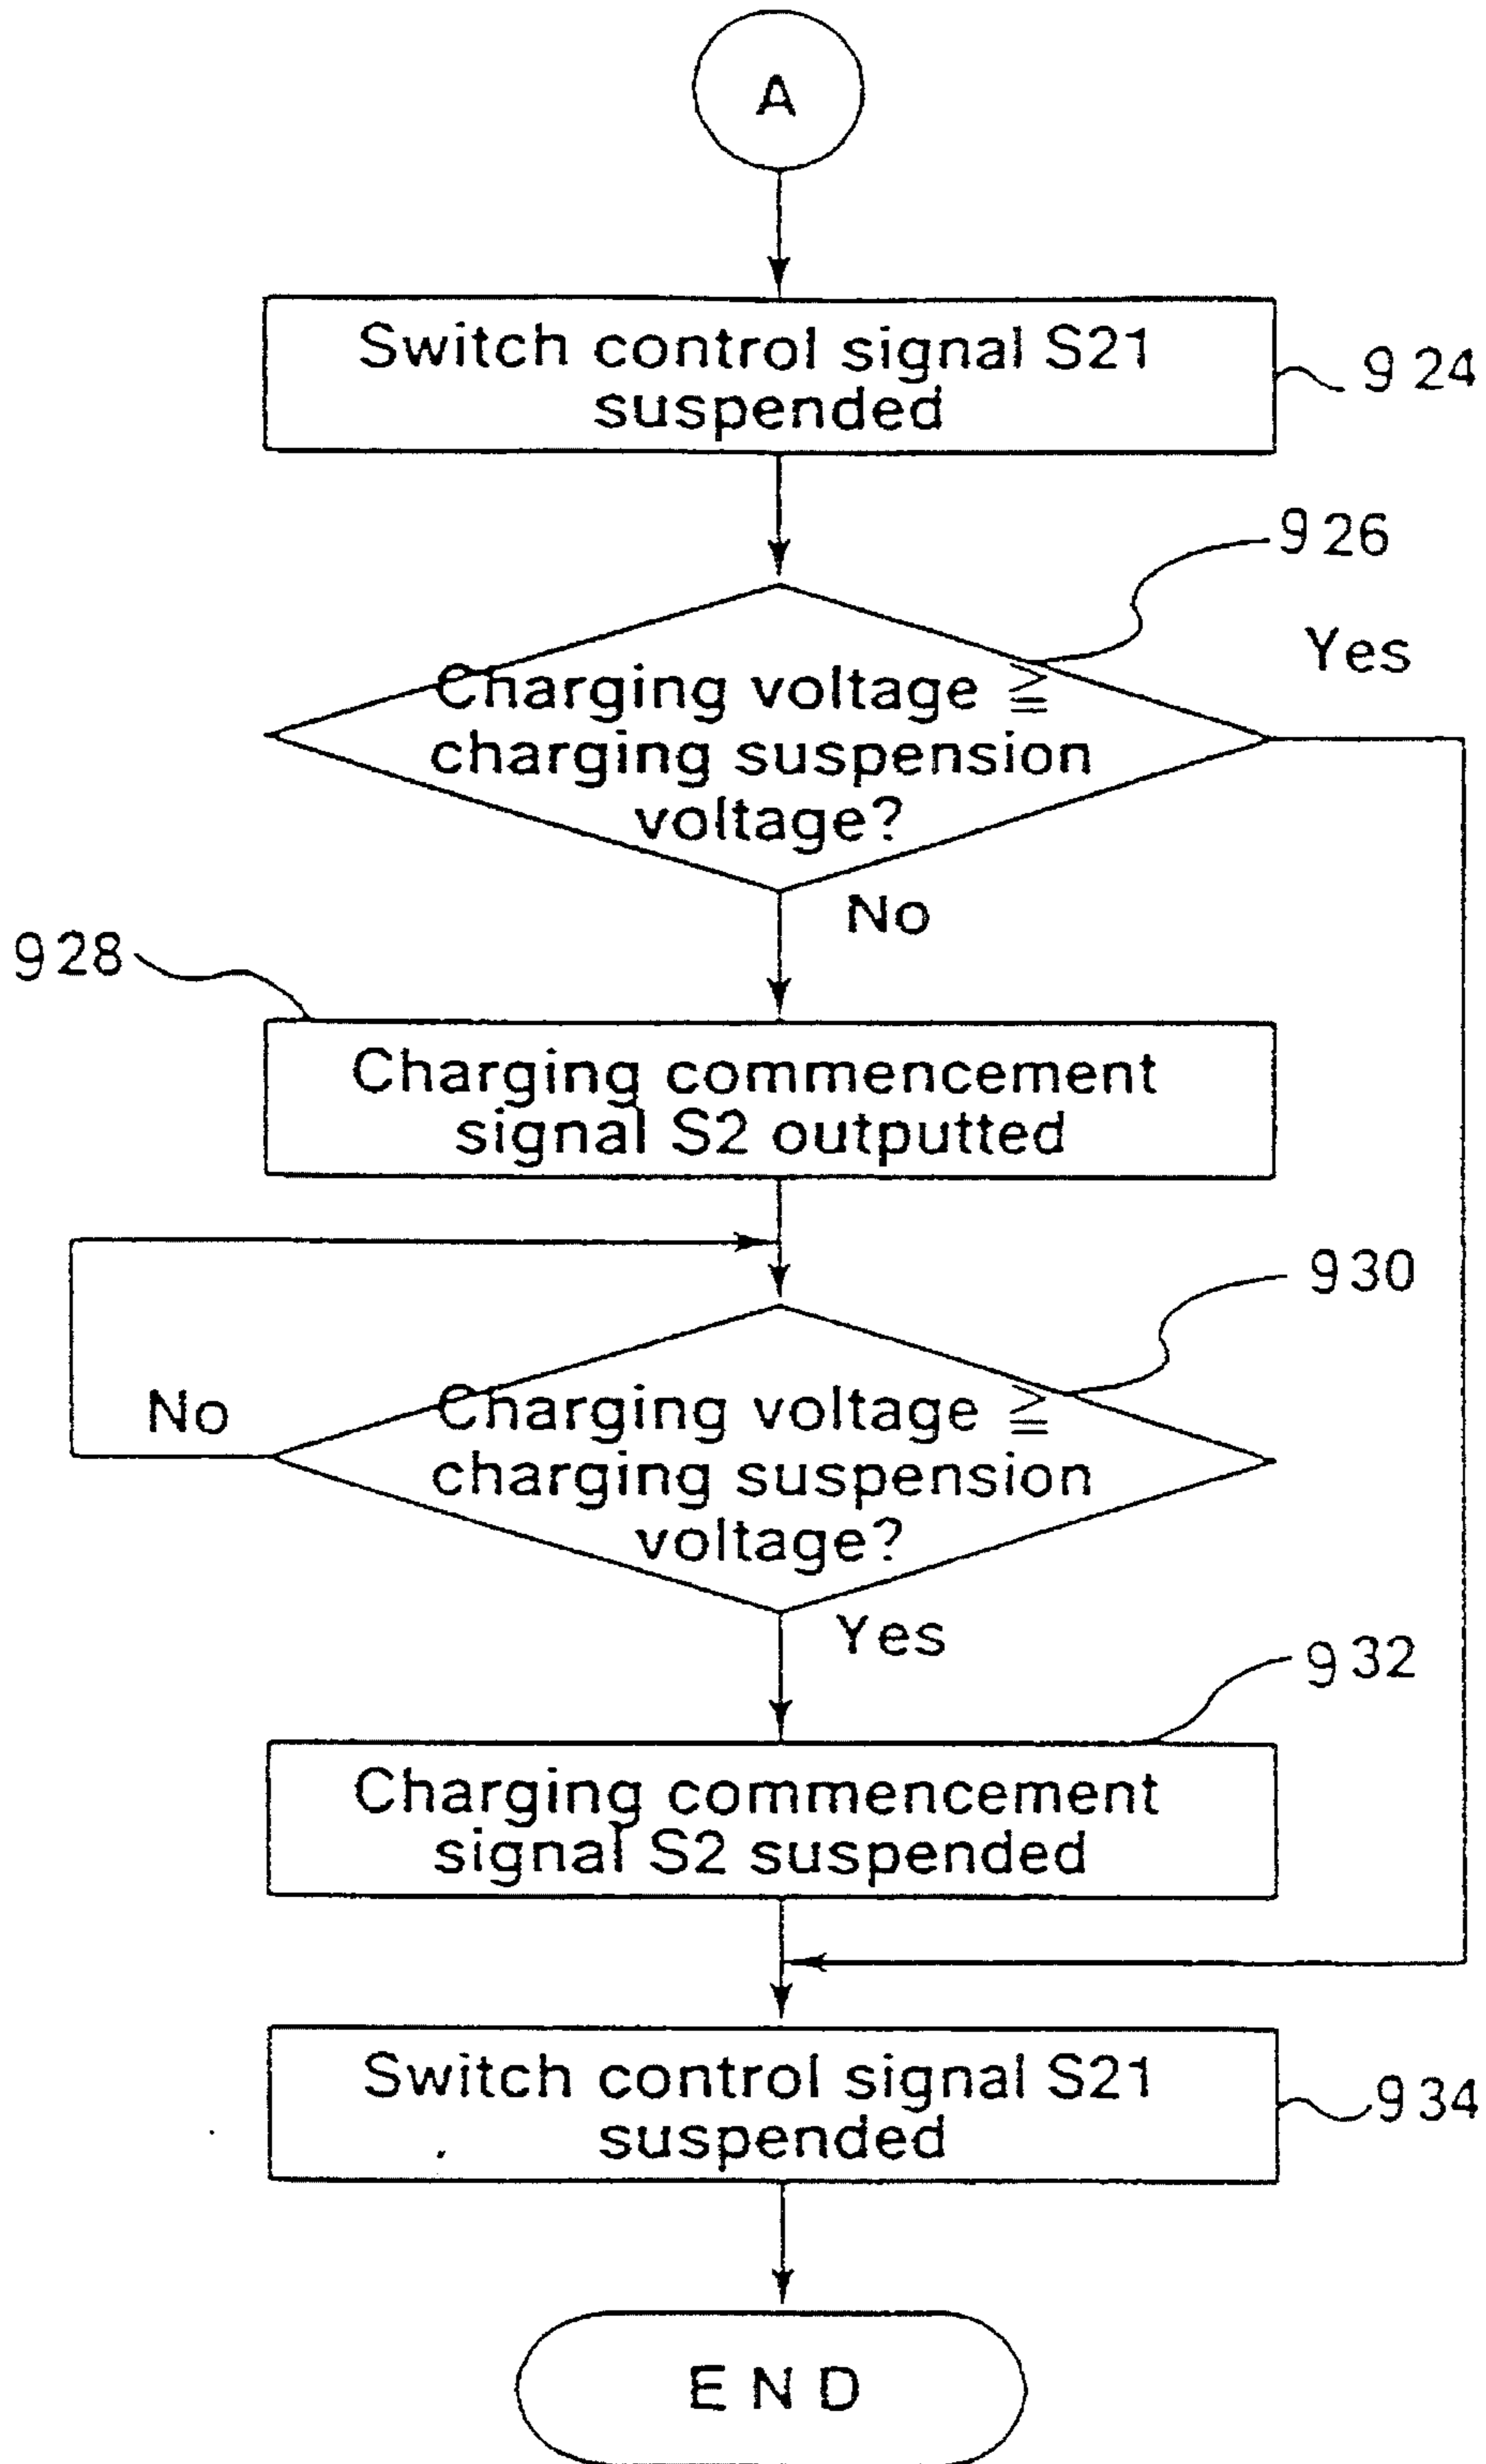 A
Switch control signal S21
suspended
924
926
Yes
Charging voltage ≧
charging suspension
voltage?
No
928
Charging commencement
signal S2 outputted
930
No
Charging voltage ≧
charging suspension
voltage?
Yes
932
Charging commencement
signal S2 suspended
Switch control signal S21
suspended
934
END